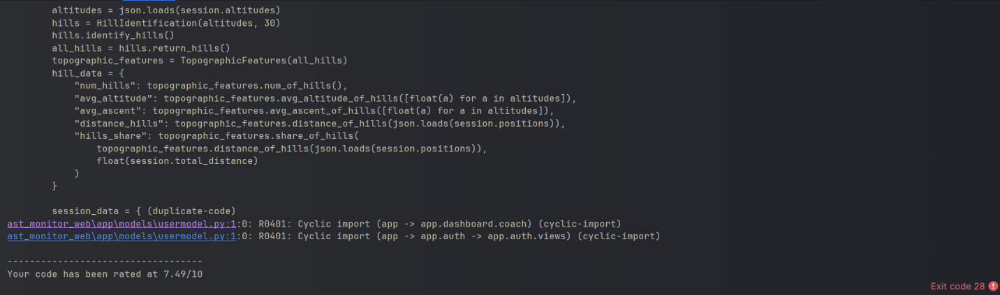 altitudes = json.loads(session.altitudes)
hills = HillIdentification(altitudes, 30)
hills.identify_hills()
all_hills = hills.return_hills()
topographic_features = TopographicFeatures(all_hills)
hill_data = {
"num_hills": topographic_features.num_of_hills(),
"avg_altitude": topographic_features.avg_altitude_of_hills([float(a) for a in altitudes]),
"avg_ascent": topographic_features.avg_ascent_of_hills([float(a) for a in altitudes]),
"distance_hills": topographic_features.distance_of_hills(json.loads(session.positions)),
"hills_share": topographic_features.share_of_hills(
topographic_features.distance_of_hills(json.loads(session.positions)),
float(session.total_distance)
)
}
session_data = { (duplicate-code)
ast_monitor_web\app\models\usermodel.py:1:0: R0401: Cyclic import (app -> app.dashboard.coach) (cyclic-import)
ast_monitor_web\app\models\usermodel.py:1:0: R0401: Cyclic import (app -> app.auth -> app.auth.views) (cyclic-import)
-----------------------------------
Your code has been rated at 7.49/10
Exit code 28